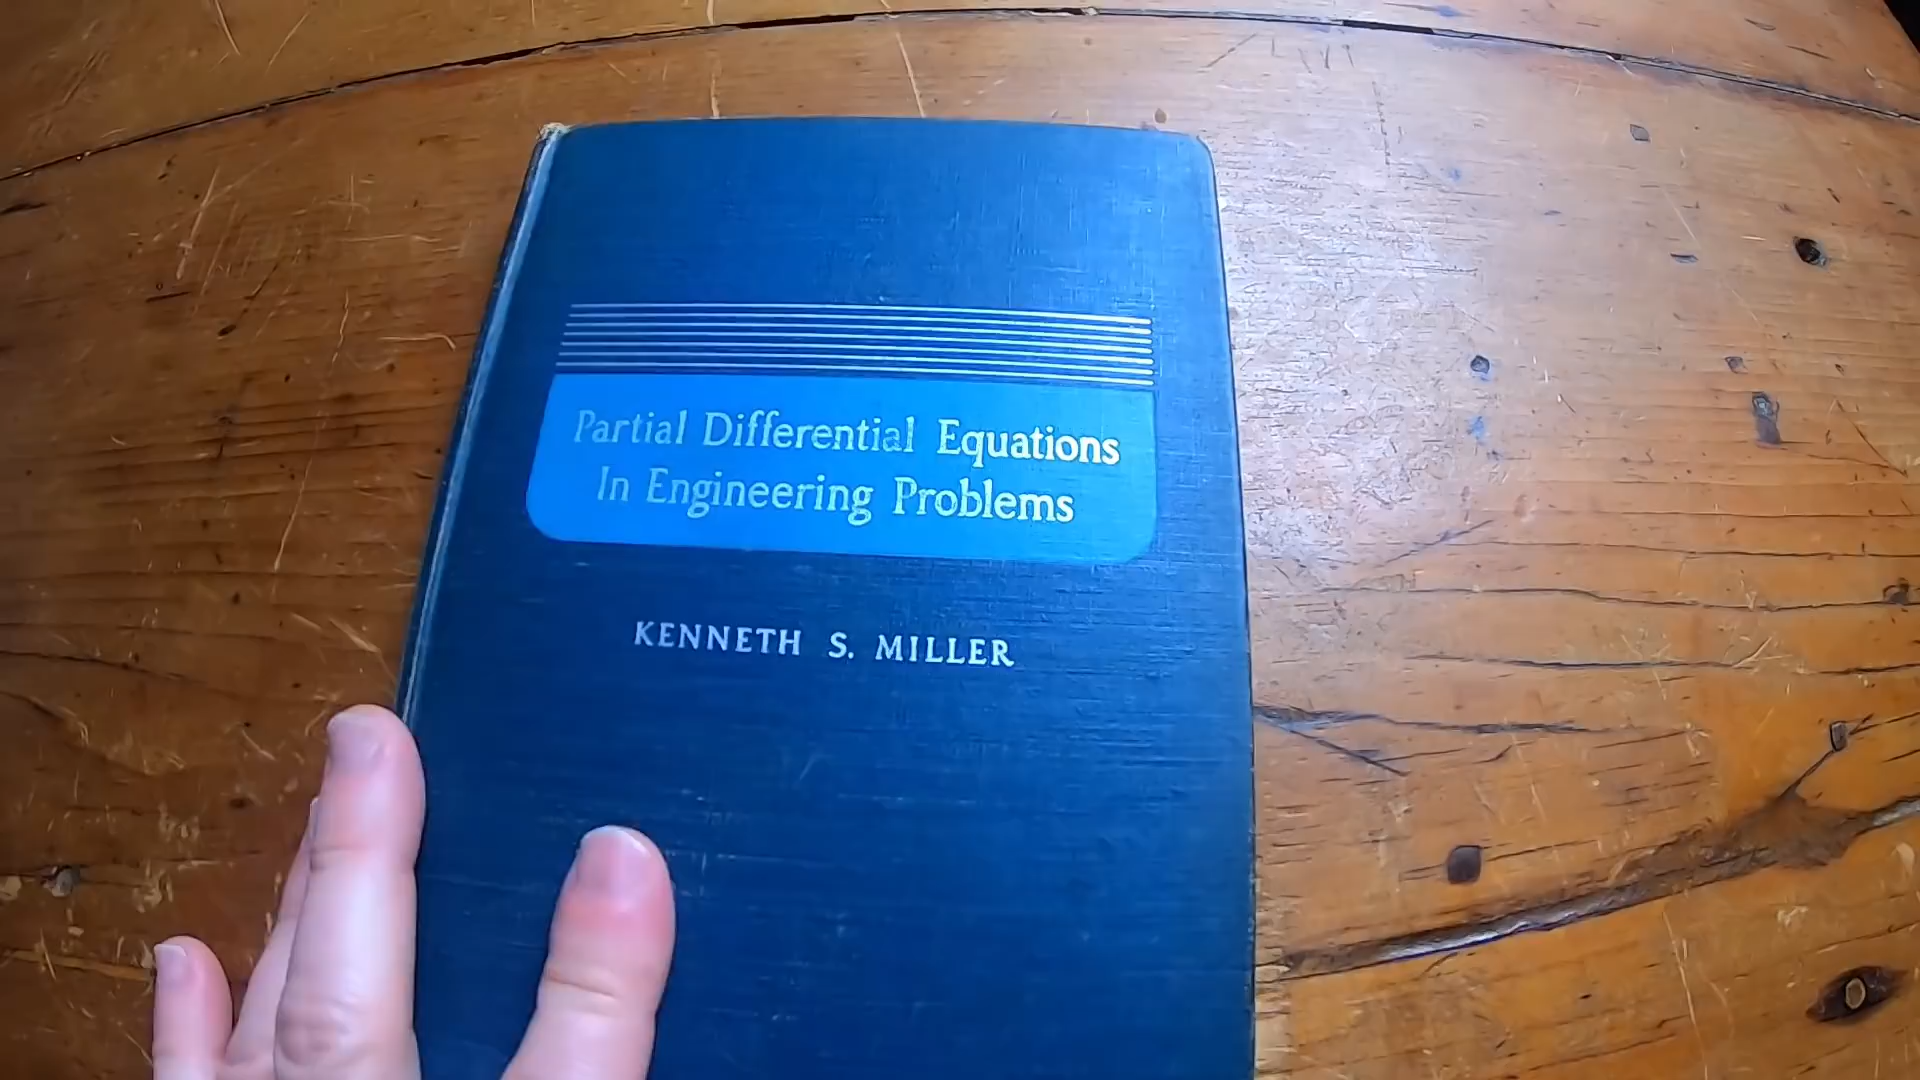 Partial Differential Equations
In Engineering Problems
KENNETH S. MILLER